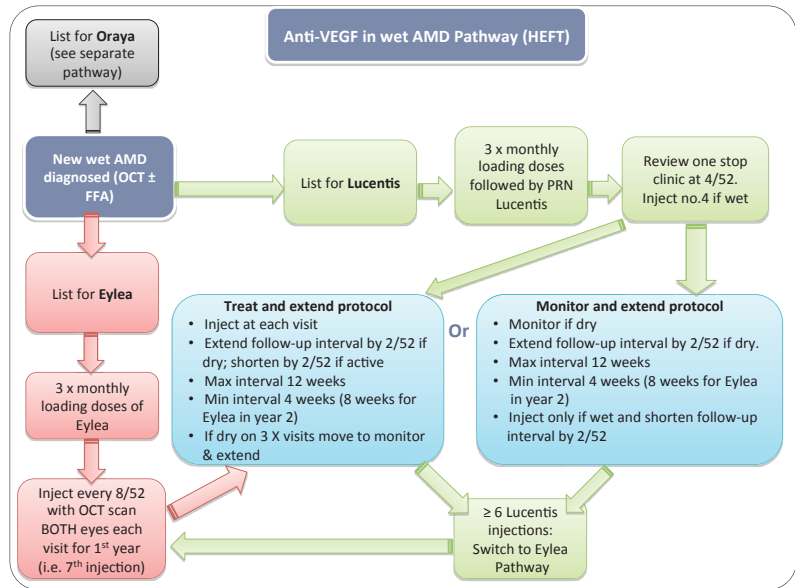 List for Oraya
(see separate
pathway)
Anti-VEGF in wet AMD Pathway (HEFT)
New wet AMD
diagnosed (OCT ±
FFA)
List for Lucentis
3 x monthly
loading doses
followed by PRN
Lucentis
Review one stop
clinic at 4/52.
Inject no.4 if wet
List for Eylea
Treat and extend protocol
• Inject at each visit
• Extend follow-up interval by 2/52 if
dry; shorten by 2/52 if active
• Max interval 12 weeks
• Min interval 4 weeks (8 weeks for
Eylea in year 2)
• If dry on 3 X visits move to monitor
& extend
Or
Monitor and extend protocol
• Monitor if dry
• Extend follow-up interval by 2/52 if dry.
• Max interval 12 weeks
• Min interval 4 weeks (8 weeks for Eylea
in year 2)
• Inject only if wet and shorten follow-up
interval by 2/52
3 x monthly
loading doses of
Eylea
Inject every 8/52
with OCT scan
BOTH eyes each
visit for 1st year
(i.e. 7th injection)
≥ 6 Lucentis
injections:
Switch to Eylea
Pathway